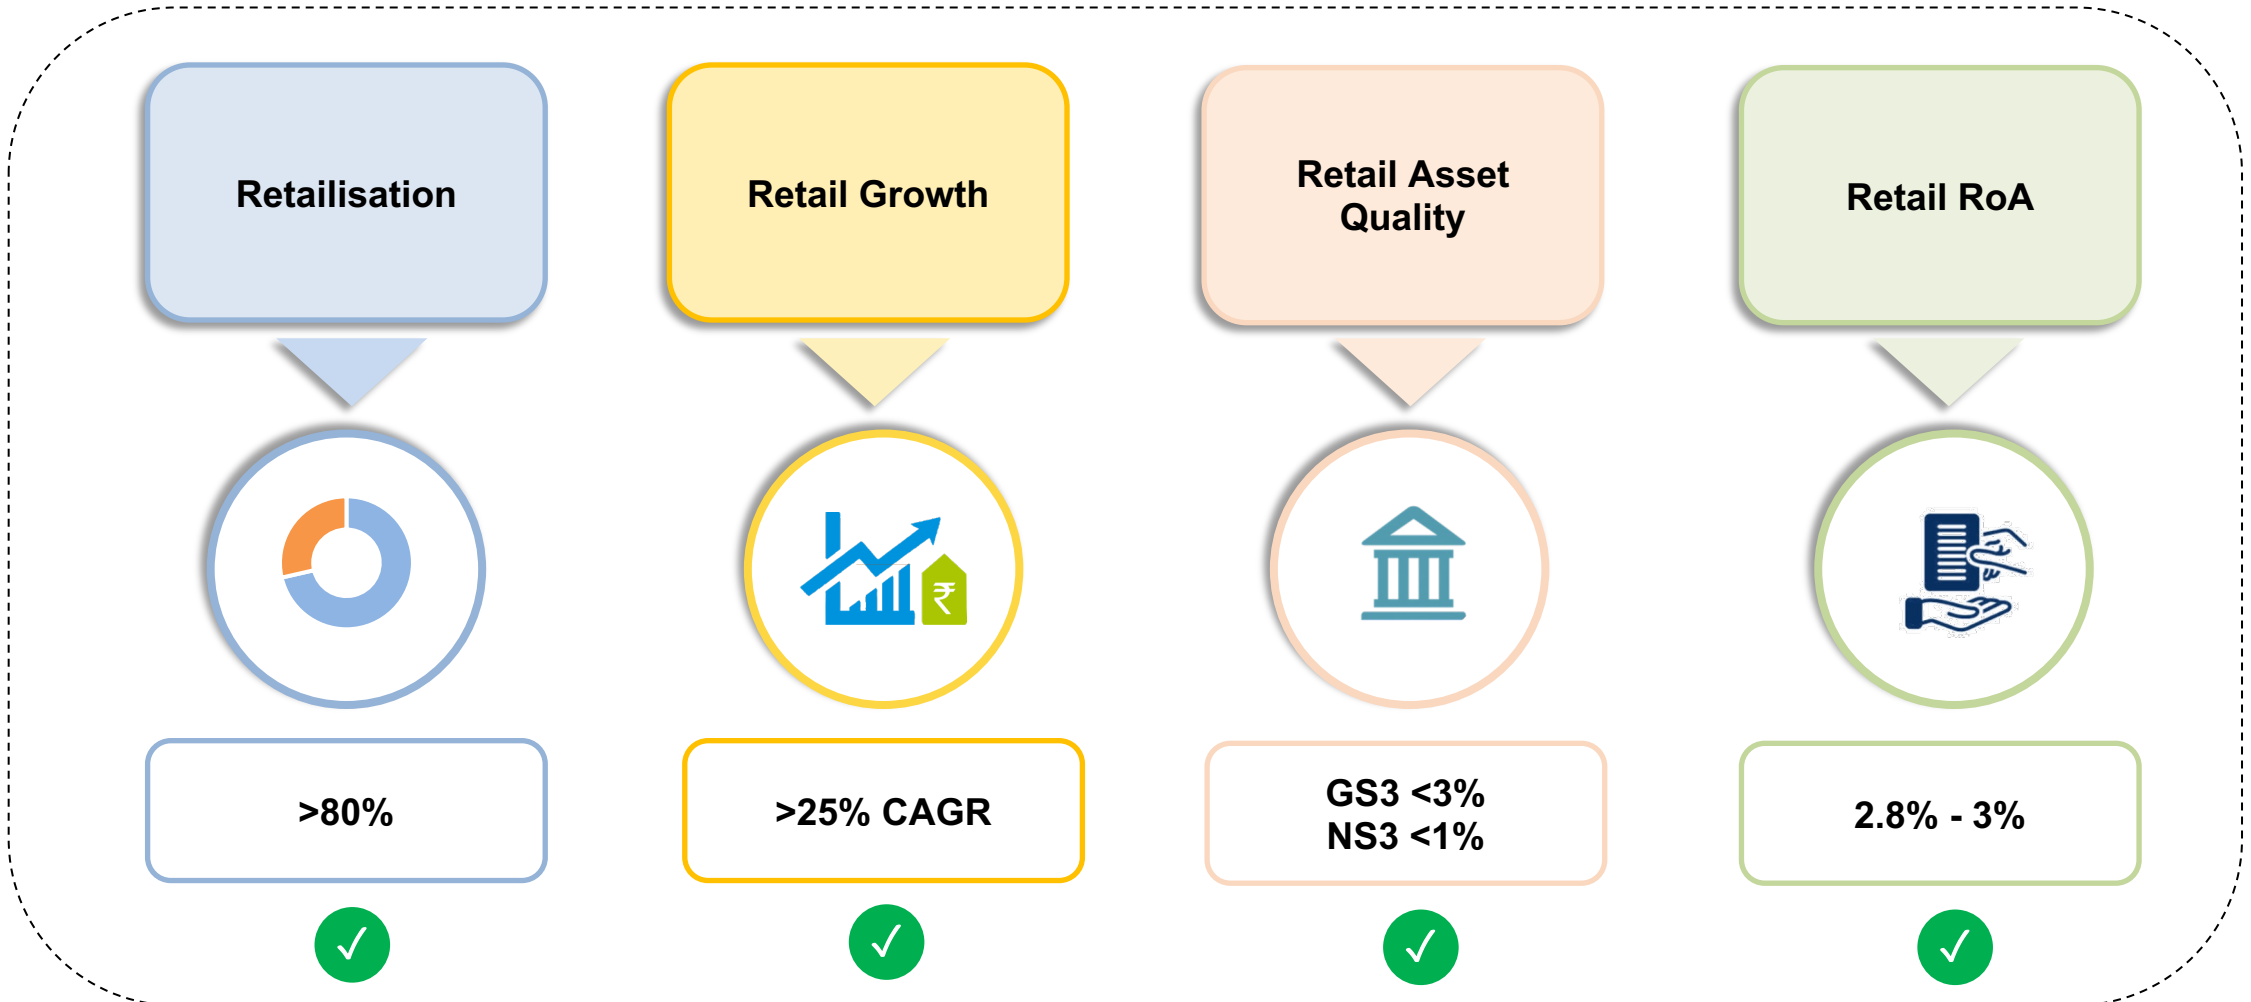 Retailisation
Retail Growth
Retail Asset
Quality
Retail RoA
₹
>80%
>25% CAGR
GS3 <3%
NS3 <1%
2.8% - 3%